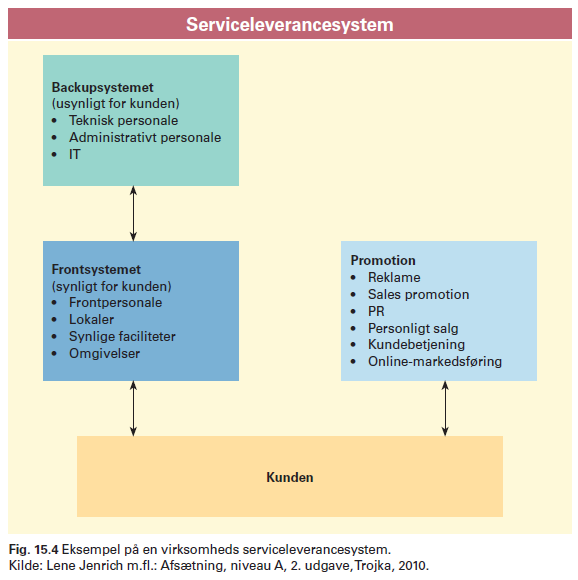 Serviceleverancesystem
Backupsystemet
(usynligt for kunden)
• Teknisk personale
• Administrativt personale
• IT
Frontsystemet
(synligt for kunden)
• Frontpersonale
• Lokaler
• Synlige faciliteter
• Omgivelser
Promotion
• Reklame
• Sales promotion
• PR
• Personligt salg
• Kundebetjening
• Online-markedsføring
Kunden
Fig. 15.4 Eksempel på en virksomheds serviceleverancesystem.
Kilde: Lene Jenrich m.fl.: Afsætning, niveau A, 2. udgave, Trojka, 2010.